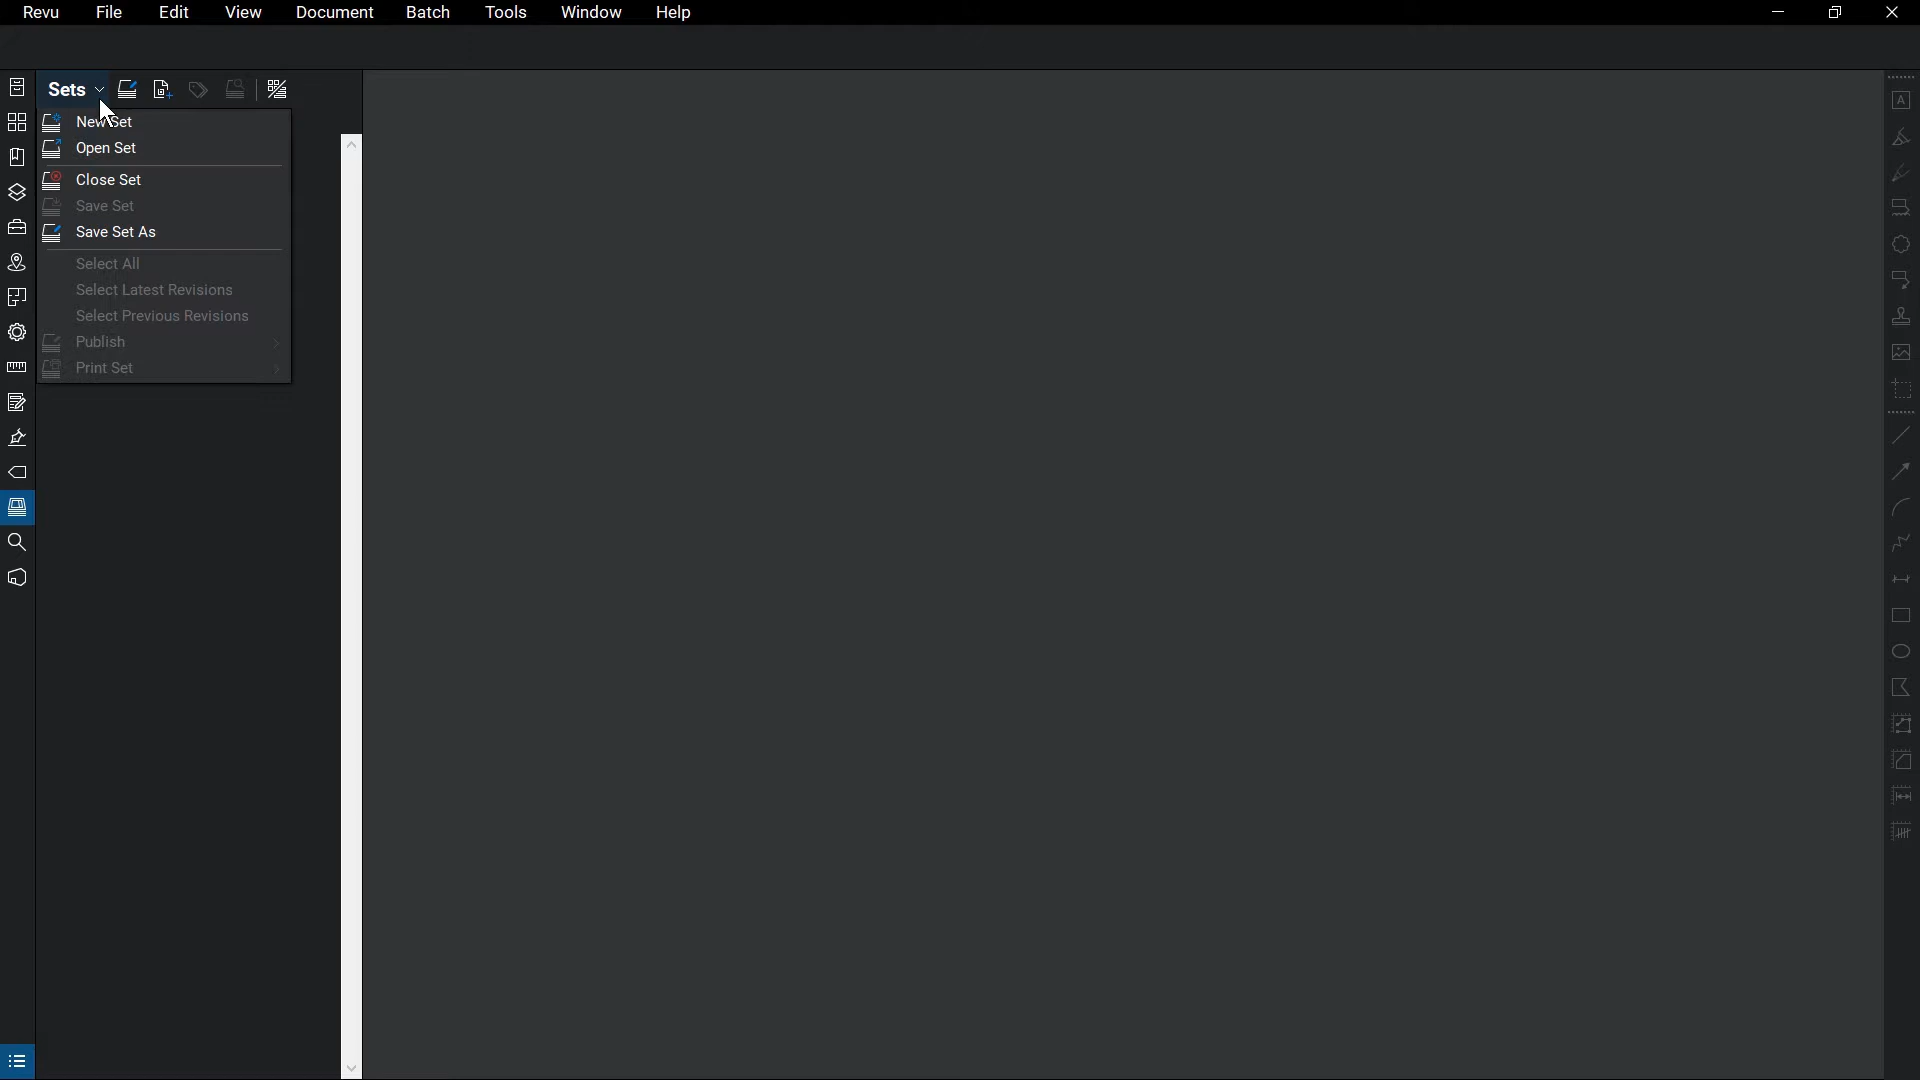 Revu File Edit View Document Batch Tools Window Help
Sets
New Set
Open Set
Close Set
Save Set
Save Set As
Select All
Select Latest Revisions
Select Previous Revisions
Publish
Print Set